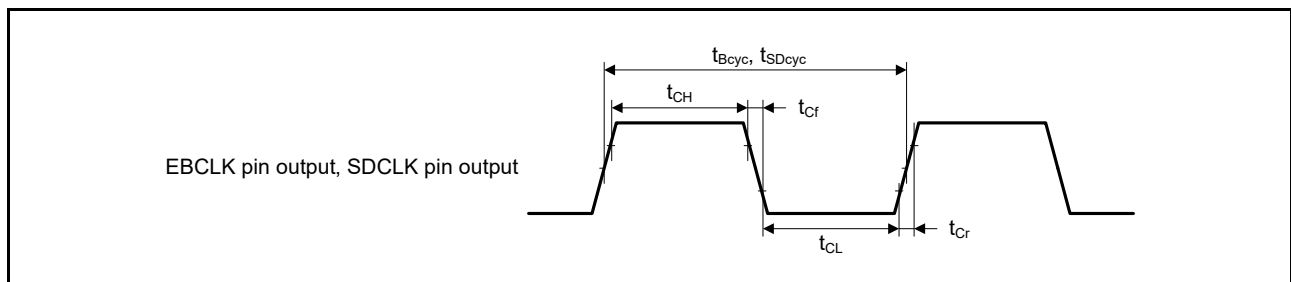 tBcyc, tSDcyc
tCH
tCf
EBCLK pin output, SDCLK pin output
tCL
tCr